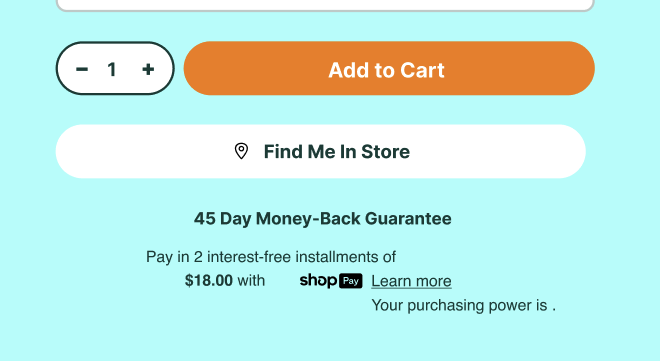 − 1 +
Add to Cart
Find Me In Store
45 Day Money-Back Guarantee
Pay in 2 interest-free installments of
$18.00 with shop Pay Learn more
Your purchasing power is .